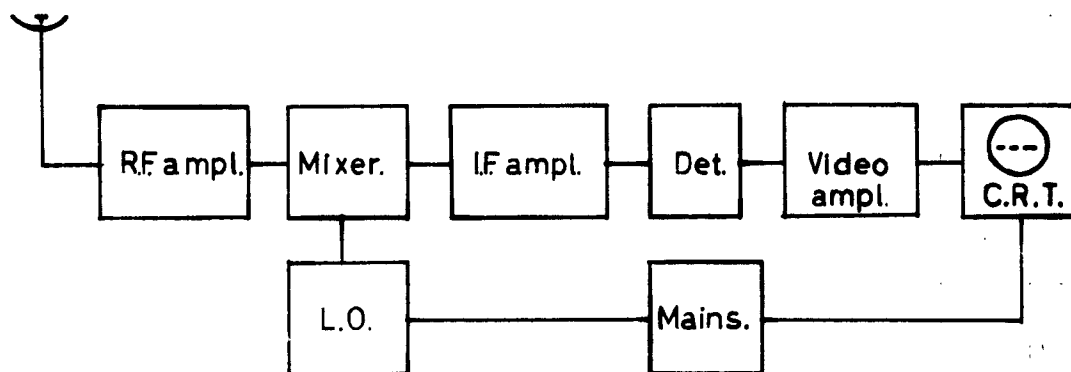 R.F. ampl.
Mixer.
I.F. ampl.
Det.
Video
ampl.
C.R.T.
L.O.
Mains.